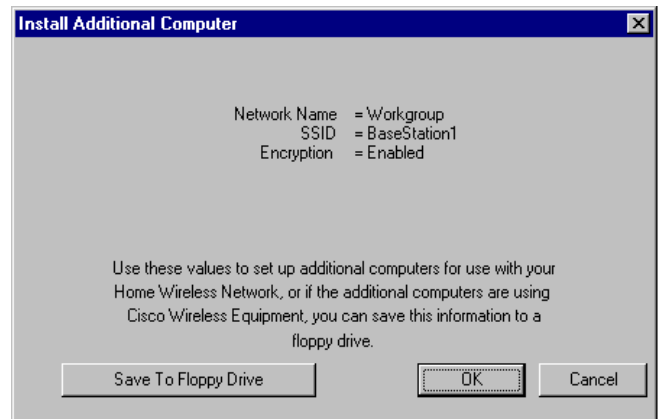 Install Additional Computer
Network Name = Workgroup
SSID = BaseStation1
Encryption = Enabled
Use these values to set up additional computers for use with your
Home Wireless Network, or if the additional computers are using
Cisco Wireless Equipment, you can save this information to a
floppy drive.
Save To Floppy Drive OK Cancel